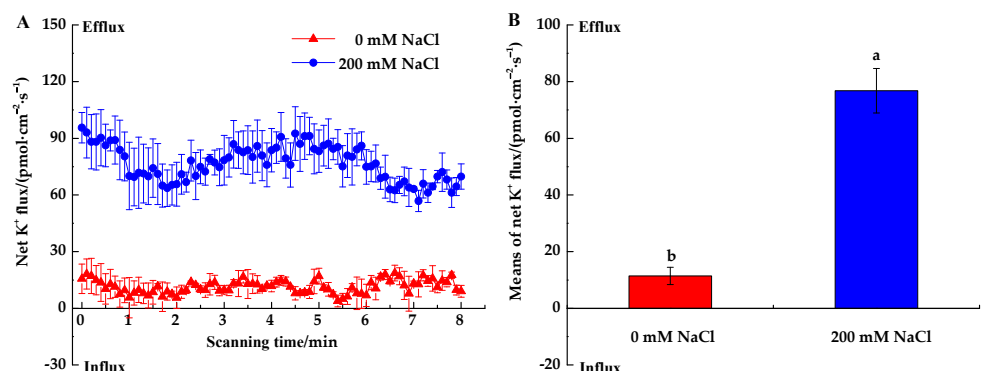 A
Efflux
150
120
90
60
30
0
-30
Net K⁺ flux/(pmol·cm⁻²·s⁻¹)
0 mM NaCl
200 mM NaCl
0 1 2 3 4 5 6 7 8
Scanning time/min
Influx
B
Efflux
100
80
60
40
20
0
-20
Means of net K⁺ flux/(pmol·cm⁻²·s⁻¹)
b
a
0 mM NaCl
200 mM NaCl
Influx